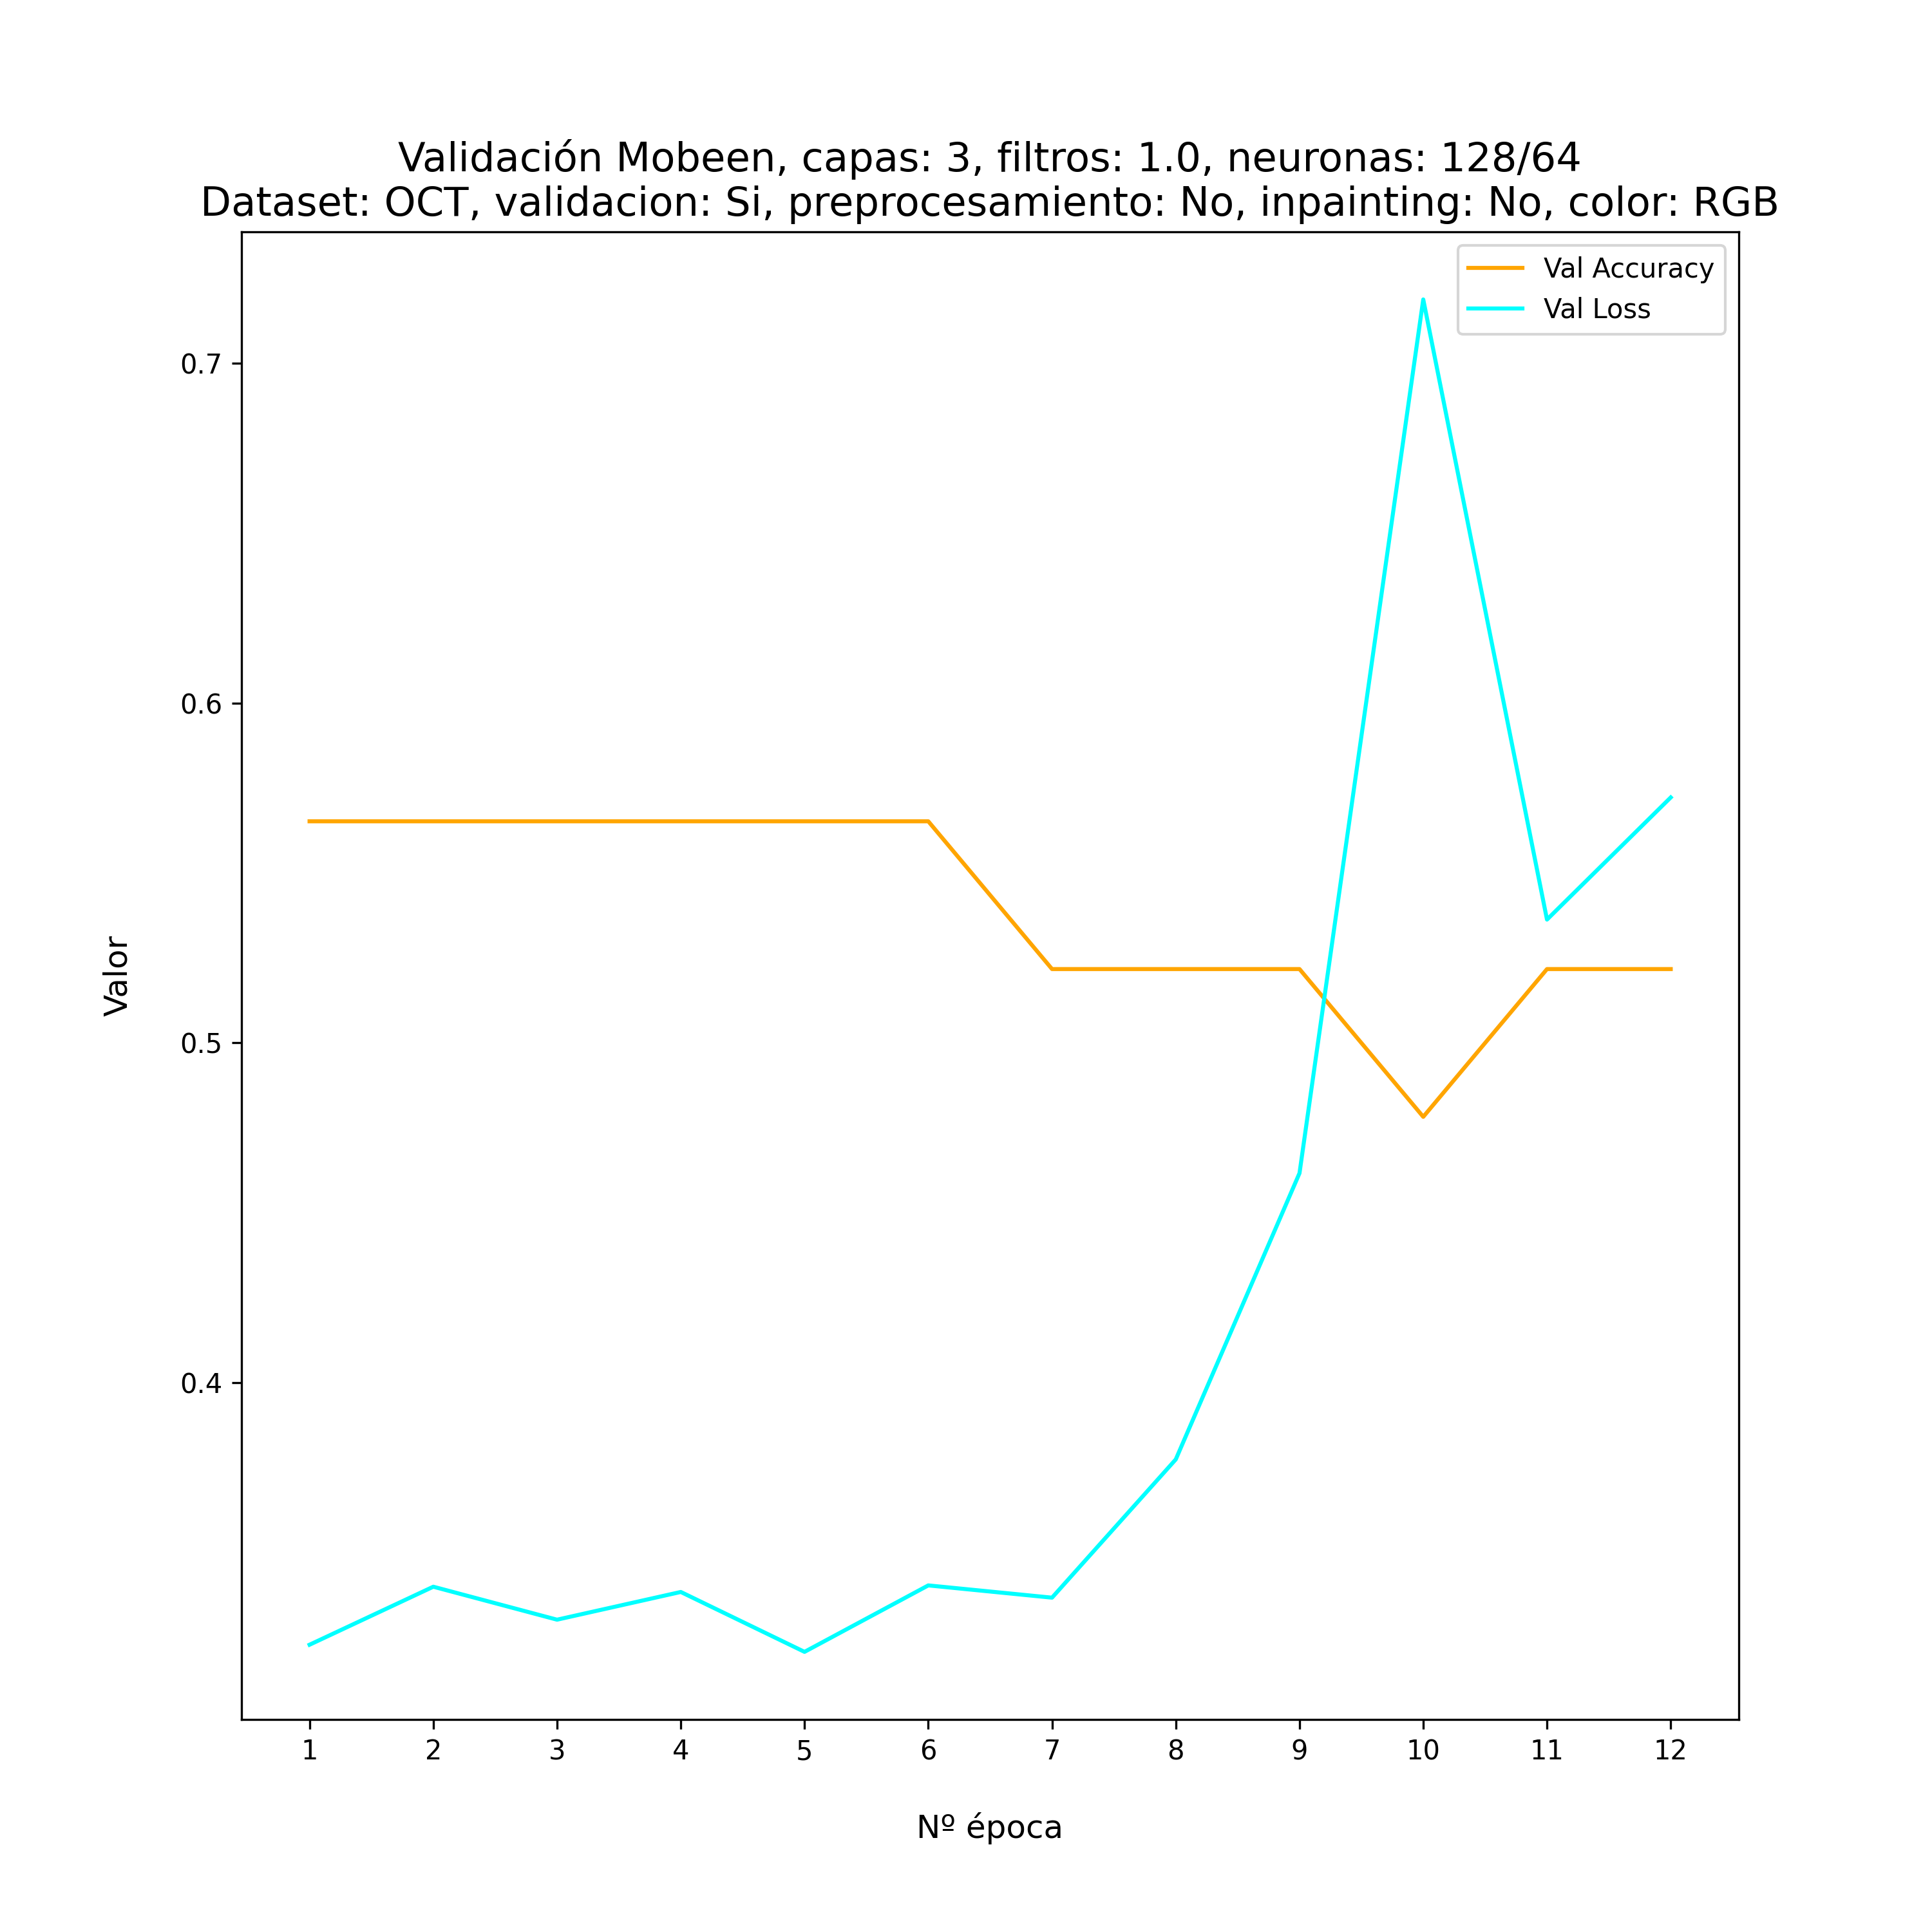 Validación Mobeen, capas: 3, filtros: 1.0, neuronas: 128/64
Dataset: OCT, validacion: Si, preprocesamiento: No, inpainting: No, color: RGB
Val Accuracy
Val Loss
0.7
0.6
0.5
0.4
Valor
1 2 3 4 5 6 7 8 9 10 11 12
Nº época